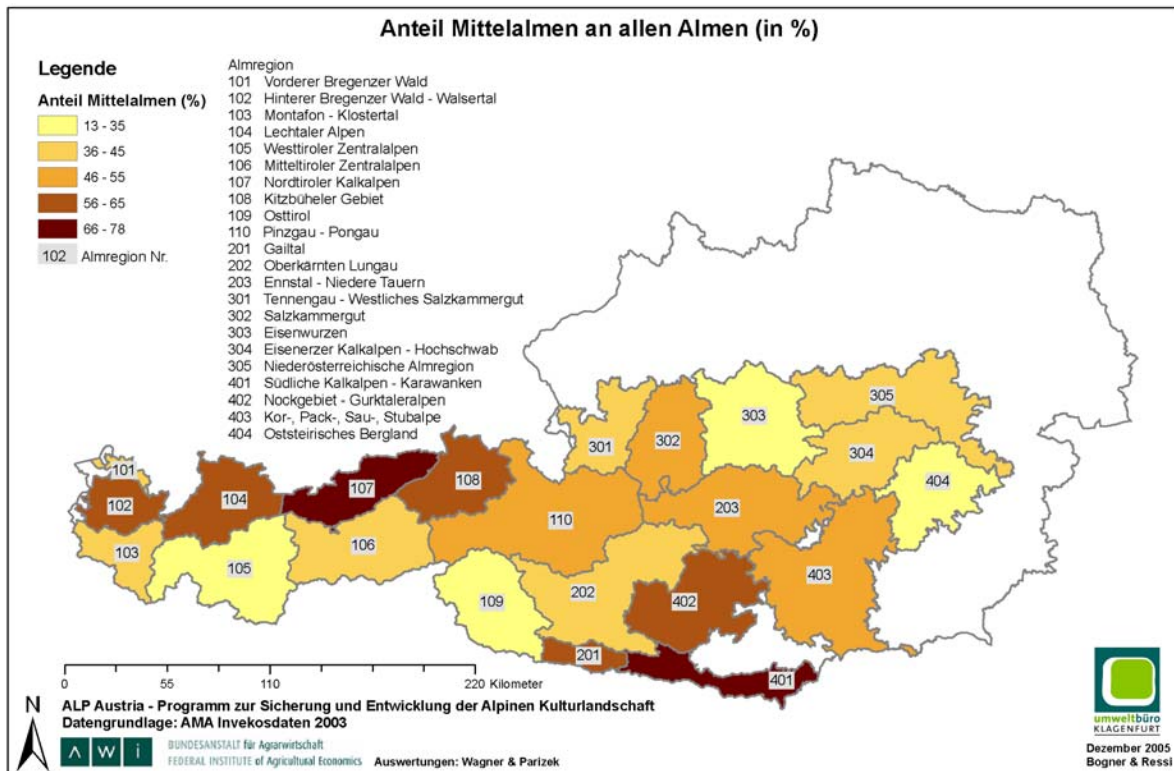 Anteil Mittelalmen an allen Almen (in %)
Legende
Anteil Mittelalmen (%)
13 - 35
36 - 45
46 - 55
56 - 65
66 - 78
102 Almregion Nr.
Almregion
101 Vorderer Bregenzer Wald
102 Hinterer Bregenzer Wald - Walsertal
103 Montafon - Klostertal
104 Lechtaler Alpen
105 Westtiroler Zentralalpen
106 Mitteltiroler Zentralalpen
107 Nordtiroler Kalkalpen
108 Kitzbüheler Gebiet
109 Osttirol
110 Pinzgau - Pongau
201 Gailtal
202 Oberkärnten Lungau
203 Ennstal - Niedere Tauern
301 Tennengau - Westliches Salzkammergut
302 Salzkammergut
303 Eisenwurzen
304 Eisenerzer Kalkalpen - Hochschwab
305 Niederösterreichische Almregion
401 Südliche Kalkalpen - Karawanken
402 Nockgebiet - Gurktaleralpen
403 Kor-, Pack-, Sau-, Stubalpe
404 Oststeirisches Bergland
305
303
301
302
304
101
107
108
404
102
104
203
110
103
106
105
403
202
109
402
201
401
0 55 110 220 Kilometer
N
ALP Austria - Programm zur Sicherung und Entwicklung der Alpinen Kulturlandschaft
Datengrundlage: AMA Invekosdaten 2003
AWI
BUNDESANSTALT für Agrarwirtschaft
FEDERAL INSTITUTE of Agricultural Economics
Auswertungen: Wagner & Parizek
umweltbüro
KLAGENFURT
Dezember 2005
Bogner & Ressi